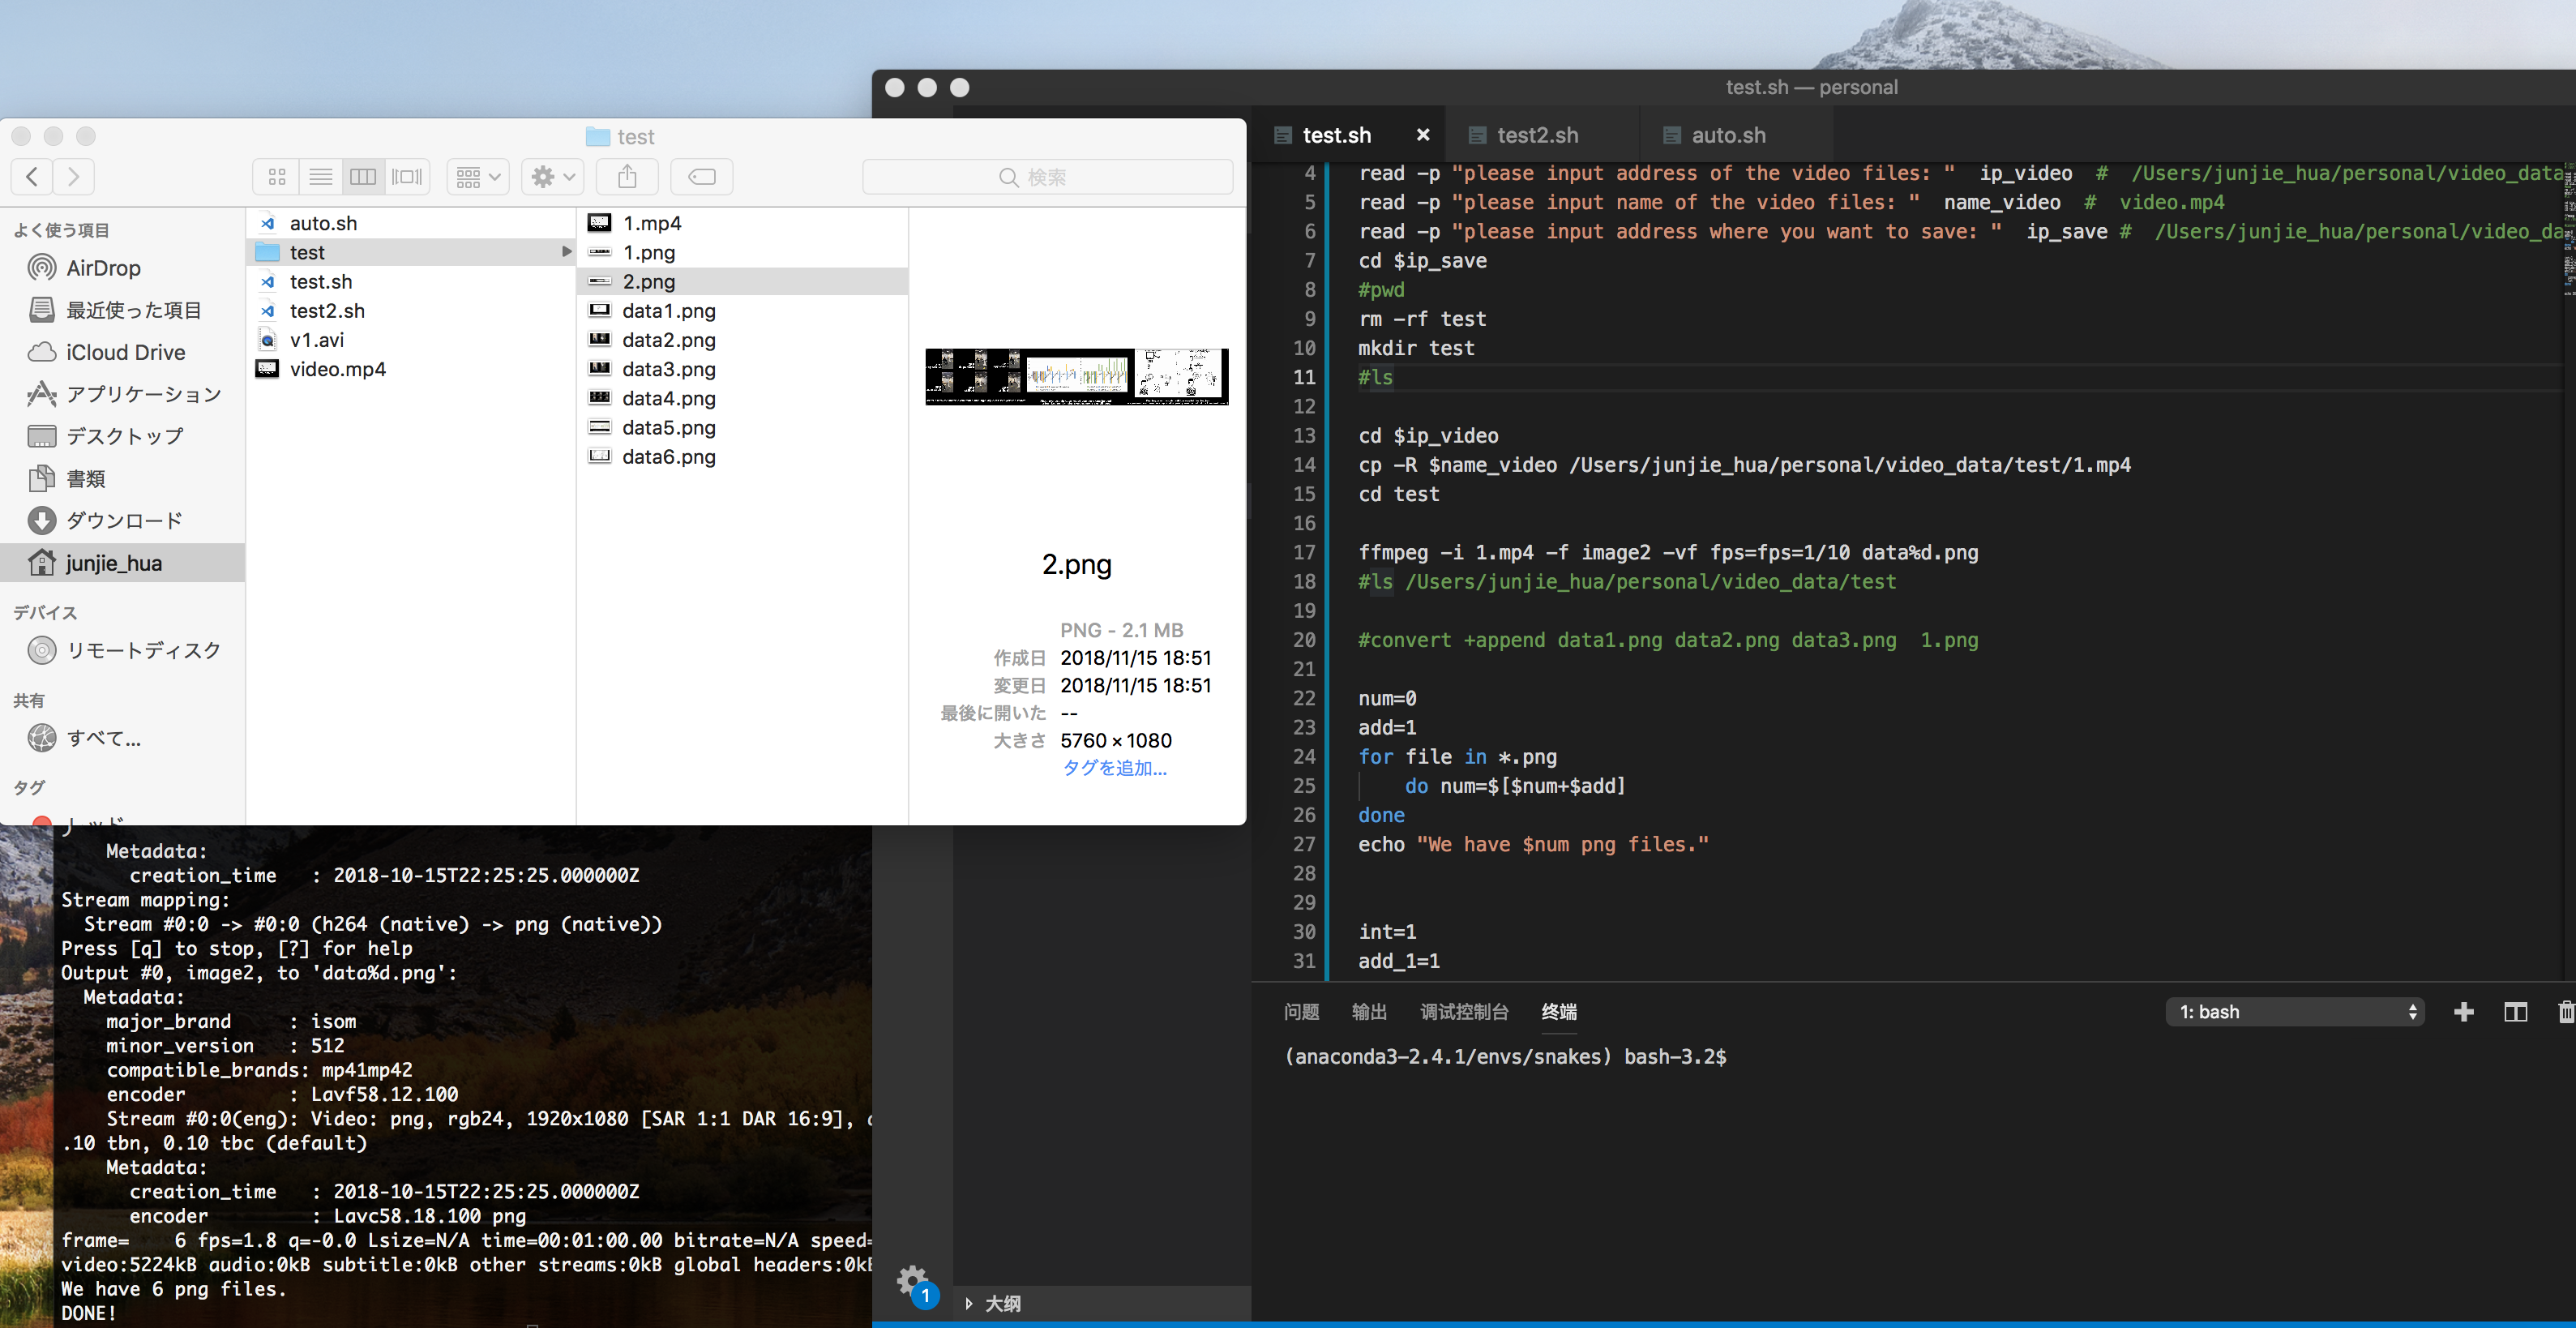 test.sh — personal
test
検索
よく使う項目
AirDrop
最近使った項目
iCloud Drive
アプリケーション
デスクトップ
書類
ダウンロード
junjie_hua
デバイス
リモートディスク
共有
すべて...
タグ
レッド
auto.sh
test
test.sh
test2.sh
v1.avi
video.mp4
1.mp4
1.png
2.png
data1.png
data2.png
data3.png
data4.png
data5.png
data6.png
2.png
PNG - 2.1 MB
作成日 2018/11/15 18:51
変更日 2018/11/15 18:51
最後に開いた --
大きさ 5760 × 1080
タグを追加...
test.sh × test2.sh auto.sh
4 read -p "please input address of the video files: "  ip_video  #  /Users/junjie_hua/personal/video_data
5 read -p "please input name of the video files: "  name_video  #  video.mp4
6 read -p "please input address where you want to save: "  ip_save #  /Users/junjie_hua/personal/video_da
7 cd $ip_save
8 #pwd
9 rm -rf test
10 mkdir test
11 #ls
12
13 cd $ip_video
14 cp -R $name_video /Users/junjie_hua/personal/video_data/test/1.mp4
15 cd test
16
17 ffmpeg -i 1.mp4 -f image2 -vf fps=fps=1/10 data%d.png
18 #ls /Users/junjie_hua/personal/video_data/test
19
20 #convert +append data1.png data2.png data3.png  1.png
21
22 num=0
23 add=1
24 for file in *.png
25     do num=$[$num+$add]
26 done
27 echo "We have $num png files."
28
29
30 int=1
31 add_1=1
问题 输出 调试控制台 终端 1: bash
(anaconda3-2.4.1/envs/snakes) bash-3.2$
1
大纲
    Metadata:
      creation_time   : 2018-10-15T22:25:25.000000Z
Stream mapping:
  Stream #0:0 -> #0:0 (h264 (native) -> png (native))
Press [q] to stop, [?] for help
Output #0, image2, to 'data%d.png':
  Metadata:
    major_brand     : isom
    minor_version   : 512
    compatible_brands: mp41mp42
    encoder         : Lavf58.12.100
    Stream #0:0(eng): Video: png, rgb24, 1920x1080 [SAR 1:1 DAR 16:9],
.10 tbn, 0.10 tbc (default)
    Metadata:
      creation_time   : 2018-10-15T22:25:25.000000Z
      encoder         : Lavc58.18.100 png
frame=    6 fps=1.8 q=-0.0 Lsize=N/A time=00:01:00.00 bitrate=N/A speed=
video:5224kB audio:0kB subtitle:0kB other streams:0kB global headers:0kB
We have 6 png files.
DONE!